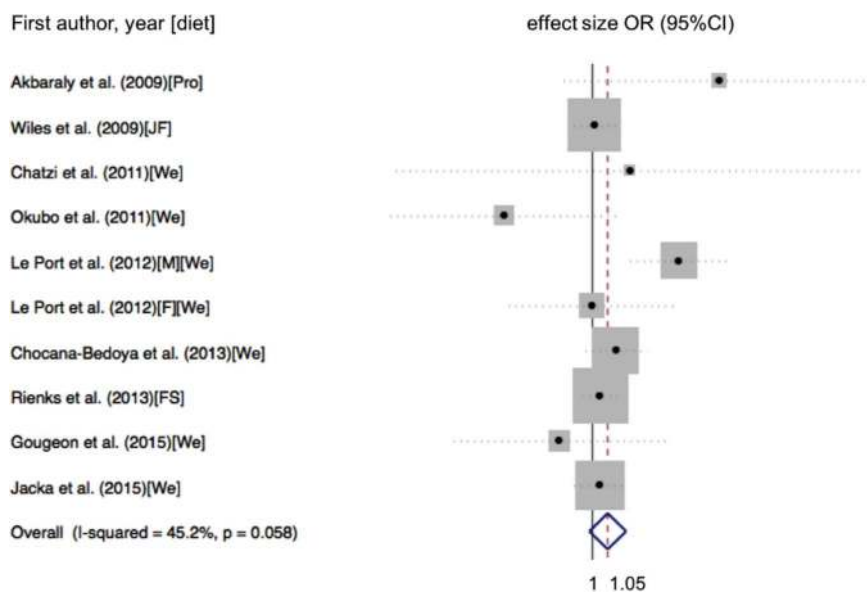 First author, year [diet] effect size OR (95%CI)
Akbaraly et al. (2009)[Pro]
Wiles et al. (2009)[JF]
Chatzi et al. (2011)[We]
Okubo et al. (2011)[We]
Le Port et al. (2012)[M][We]
Le Port et al. (2012)[F][We]
Chocana-Bedoya et al. (2013)[We]
Rienks et al. (2013)[FS]
Gougeon et al. (2015)[We]
Jacka et al. (2015)[We]
Overall (I-squared = 45.2%, p = 0.058)
1 1.05